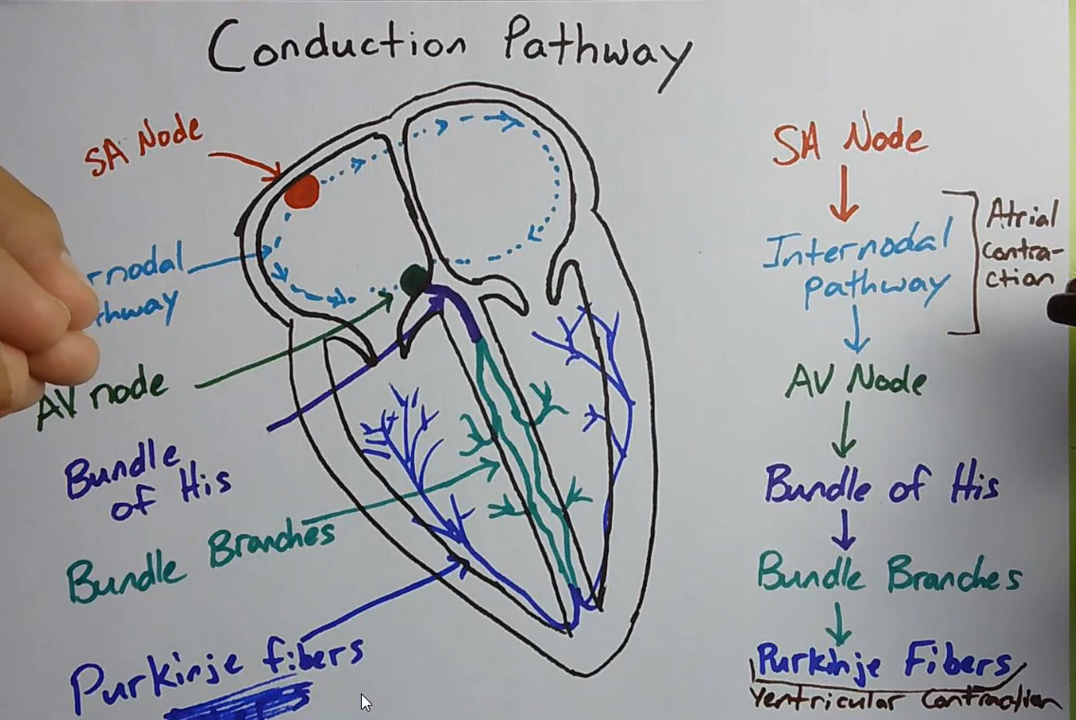 Conduction Pathway
SA Node
rnodal
thway
AV node
Bundle
of His
Bundle Branches
Purkinje fibers
SA Node
Internodal
pathway
Atrial
contra-
ction
AV Node
Bundle of His
Bundle Branches
Purkinje Fibers
Ventricular Contraction